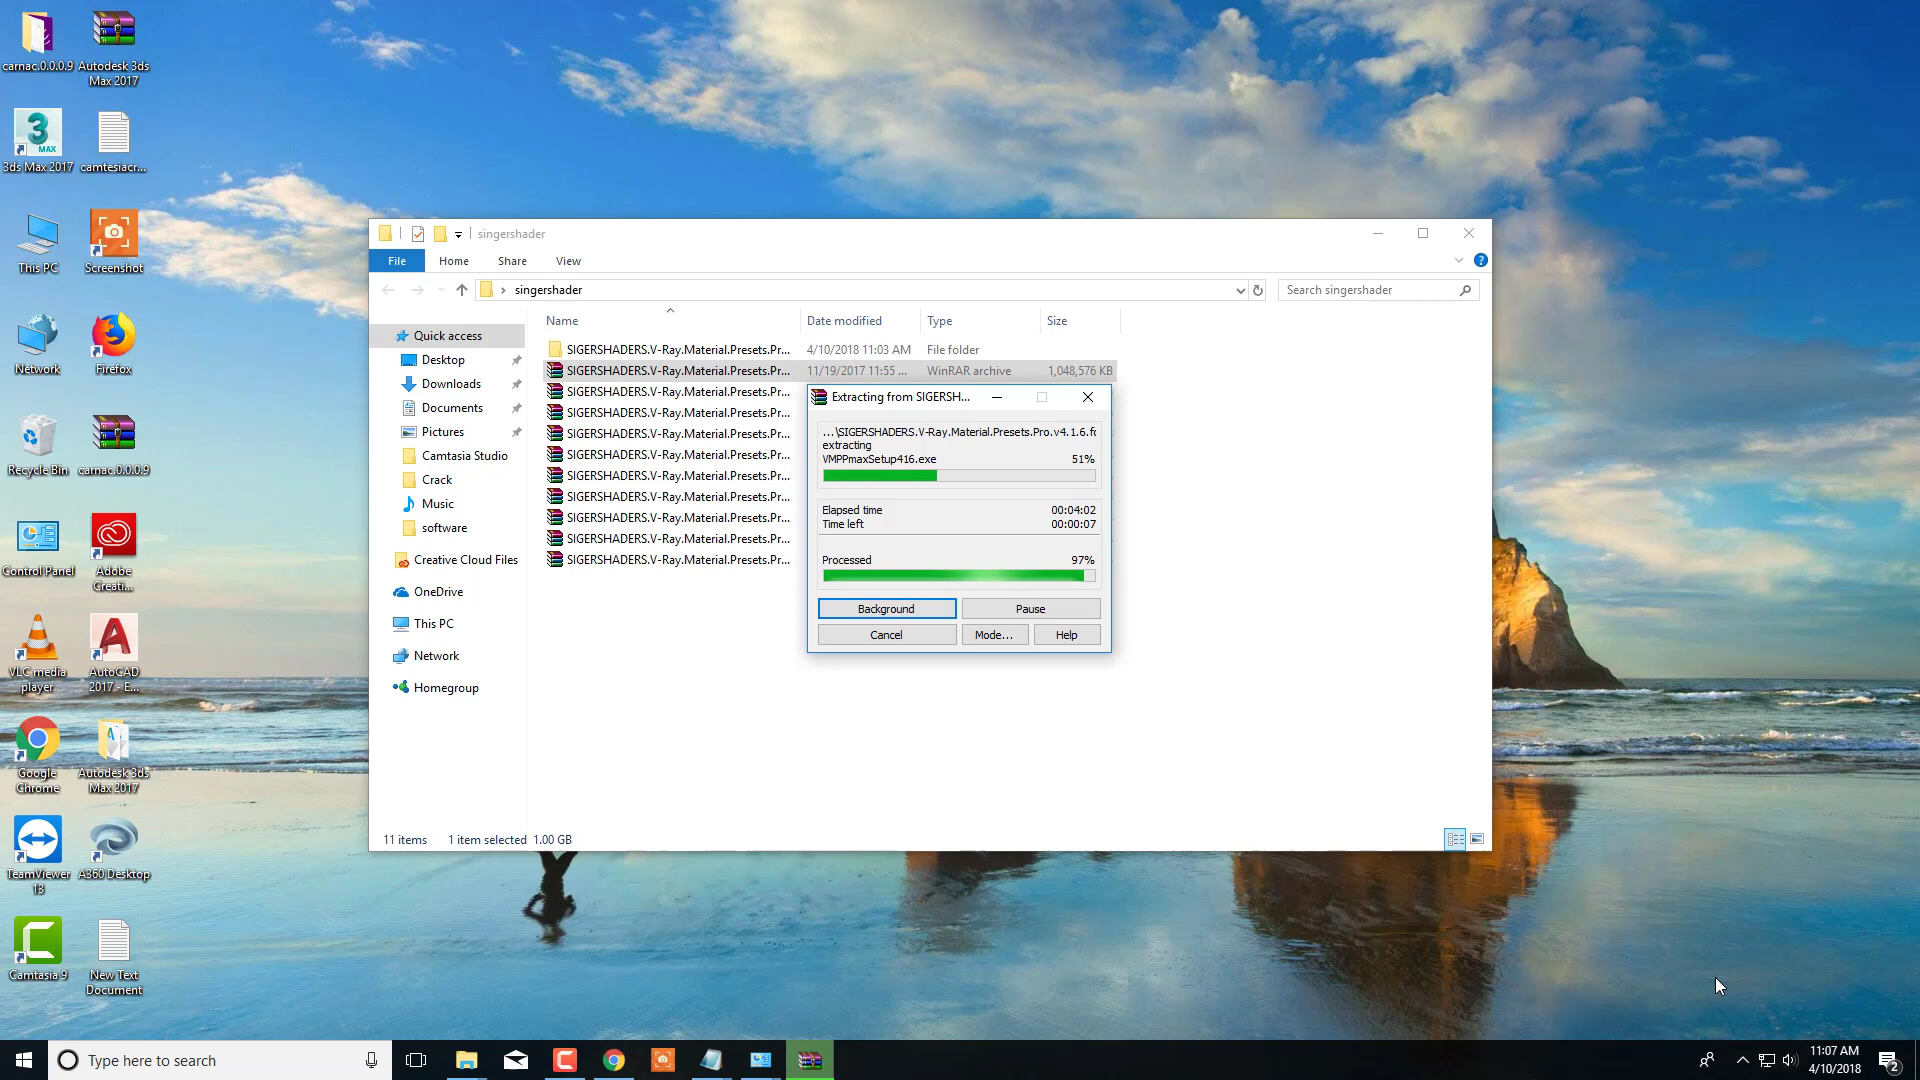 carnac.0.0.0.9
Autodesk 3ds
Max 2017
3ds Max 2017
camtesiacr...
This PC
Screenshot
Network
Firefox
Recycle Bin
carnac.0.0.0.9
Control Panel
Adobe
Creati...
VLC media
player
AutoCAD
2017 - E...
Google
Chrome
Autodesk 3ds
Max 2017
TeamViewer
13
A360 Desktop
Camtasia 9
New Text
Document
singershader
File
Home
Share
View
singershader
Search singershader
Name
Date modified
Type
Size
Quick access
Desktop
Downloads
Documents
Pictures
Camtasia Studio
Crack
Music
software
Creative Cloud Files
OneDrive
This PC
Network
Homegroup
SIGERSHADERS.V-Ray.Material.Presets.Pr... 4/10/2018 11:03 AM File folder
SIGERSHADERS.V-Ray.Material.Presets.Pr... 11/19/2017 11:55 ... WinRAR archive 1,048,576 KB
SIGERSHADERS.V-Ray.Material.Presets.Pr...
SIGERSHADERS.V-Ray.Material.Presets.Pr...
SIGERSHADERS.V-Ray.Material.Presets.Pr...
SIGERSHADERS.V-Ray.Material.Presets.Pr...
SIGERSHADERS.V-Ray.Material.Presets.Pr...
SIGERSHADERS.V-Ray.Material.Presets.Pr...
SIGERSHADERS.V-Ray.Material.Presets.Pr...
SIGERSHADERS.V-Ray.Material.Presets.Pr...
SIGERSHADERS.V-Ray.Material.Presets.Pr...
Extracting from SIGERSH...
...\SIGERSHADERS.V-Ray.Material.Presets.Pro.v4.1.6.fo
extracting
VMPPmaxSetup416.exe 51%
Elapsed time 00:04:02
Time left 00:00:07
Processed 97%
Background
Pause
Cancel
Mode...
Help
11 items 1 item selected 1.00 GB
Type here to search
11:07 AM
4/10/2018
2